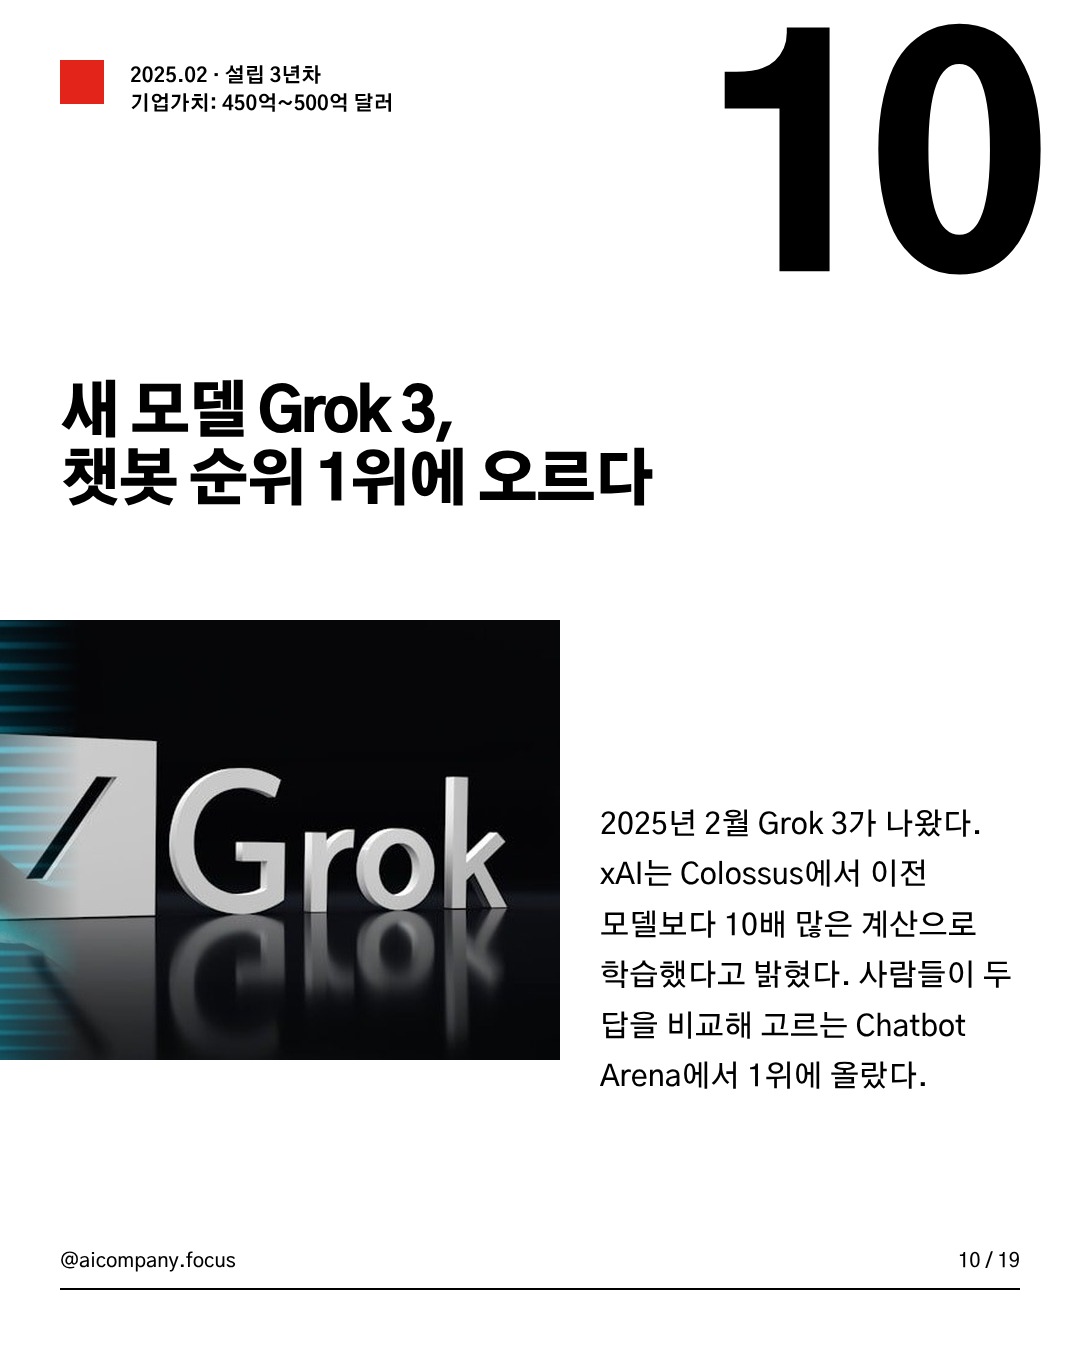 2025.02 · 설립 3년차
기업가치: 450억~500억 달러
10
새 모델 Grok 3,
챗봇 순위 1위에 오르다
Grok
2025년 2월 Grok 3가 나왔다.
xAI는 Colossus에서 이전
모델보다 10배 많은 계산으로
학습했다고 밝혔다. 사람들이 두
답을 비교해 고르는 Chatbot
Arena에서 1위에 올랐다.
@aicompany.focus
10 / 19